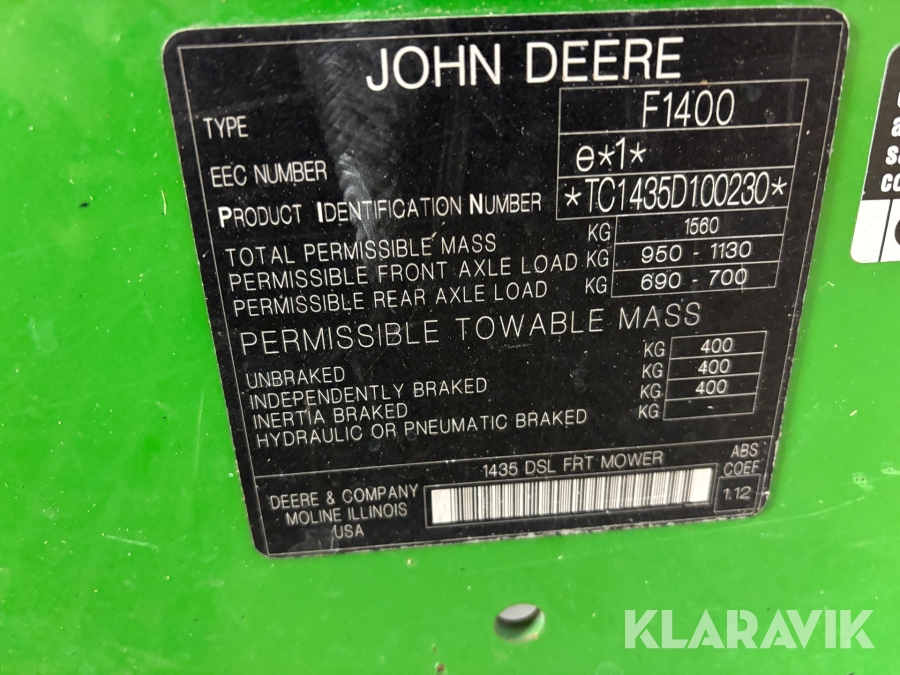 JOHN DEERE
TYPE F1400
EEC NUMBER e*1*
PRODUCT IDENTIFICATION NUMBER *TC1435D100230*
TOTAL PERMISSIBLE MASS KG 1560
PERMISSIBLE FRONT AXLE LOAD KG 950 - 1130
PERMISSIBLE REAR AXLE LOAD KG 690 - 700
PERMISSIBLE TOWABLE MASS
UNBRAKED KG 400
INDEPENDENTLY BRAKED KG 400
INERTIA BRAKED KG 400
HYDRAULIC OR PNEUMATIC BRAKED KG
1435 DSL FRT MOWER
ABS
COEF
1.12
DEERE & COMPANY
MOLINE ILLINOIS
USA
KLARAVIK